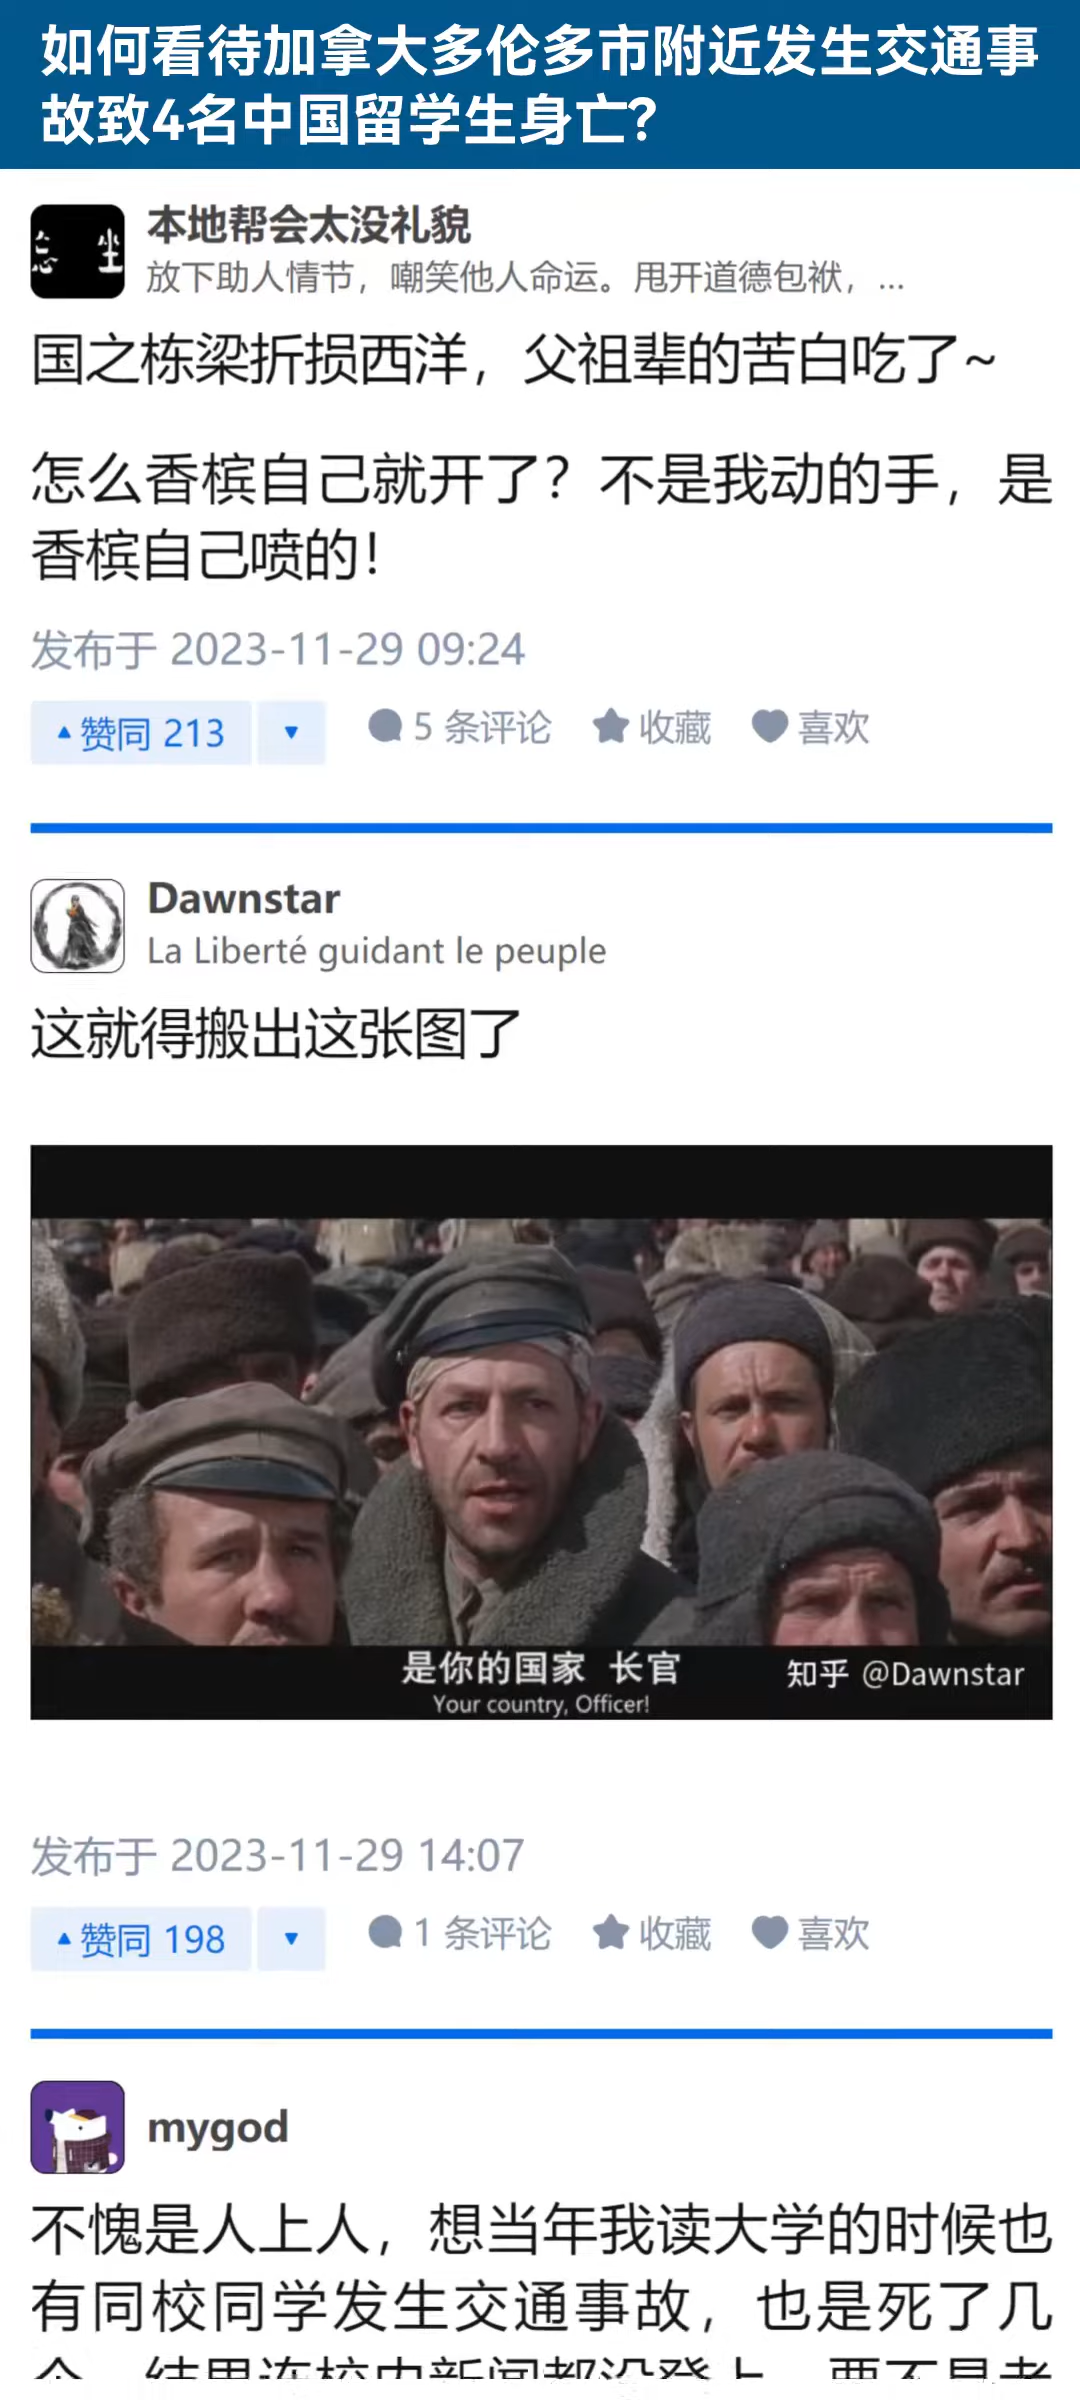 如何看待加拿大多伦多市附近发生交通事
故致4名中国留学生身亡？
怎 坐
本地帮会太没礼貌
放下助人情节，嘲笑他人命运。甩开道德包袱，...
国之栋梁折损西洋，父祖辈的苦白吃了~
怎么香槟自己就开了？不是我动的手，是
香槟自己喷的！
发布于 2023-11-29 09:24
赞同 213 5 条评论 收藏 喜欢
Dawnstar
La Liberté guidant le peuple
这就得搬出这张图了
是你的国家 长官
Your country, Officer!
知乎 @Dawnstar
发布于 2023-11-29 14:07
赞同 198 1 条评论 收藏 喜欢
mygod
不愧是人上人，想当年我读大学的时候也
有同校同学发生交通事故，也是死了几
个，结果连校内新闻都没登上，要不是老